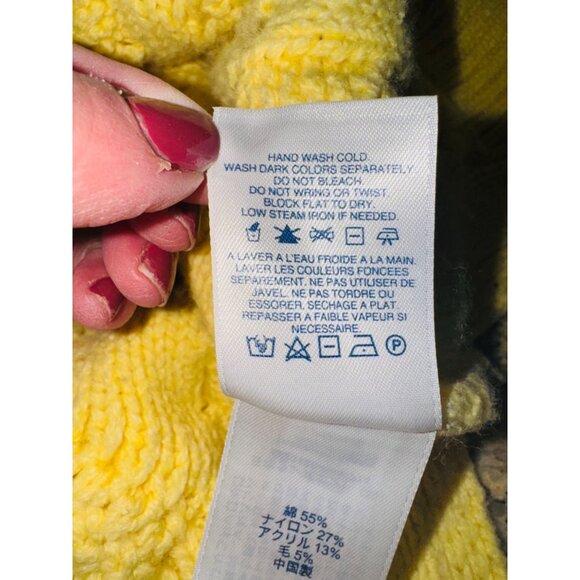 HAND WASH COLD.
WASH DARK COLORS SEPARATELY
DO NOT BLEACH.
DO NOT WRING OR TWIST.
BLOCK FLAT TO DRY.
LOW STEAM IRON IF NEEDED.
A LAVER A L'EAU FROIDE A LA MAIN.
LAVER LES COULEURS FONCÉES
SEPAREMENT. NE PAS UTILISER DE
JAVEL. NE PAS TORDRE OU
ESSORER. SECHAGE A PLAT.
REPASSER A FAIBLE VAPEUR SI
NECESSAIRE.
P
綿 55%
ナイロン 27%
アクリル 13%
毛 5%
中国製